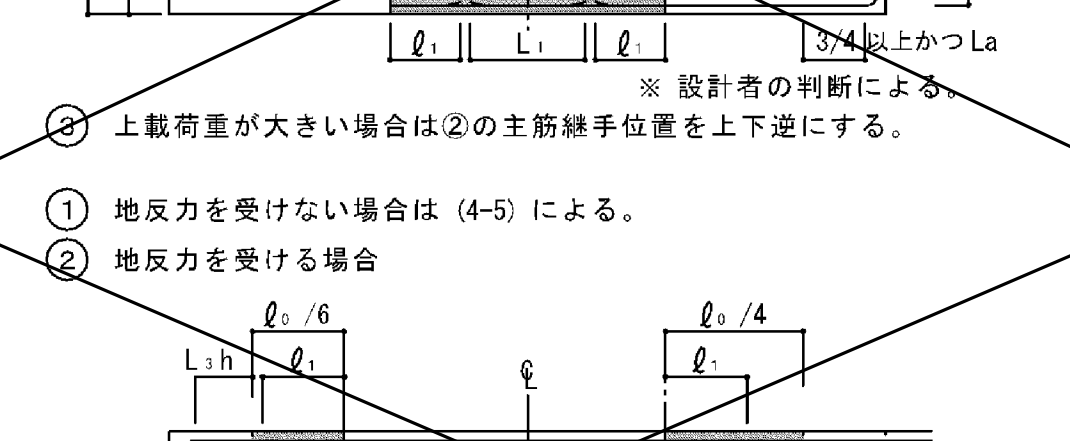 ℓ1 L1 ℓ1 3/4以上かつLa
※ 設計者の判断による。
③ 上載荷重が大きい場合は②の主筋継手位置を上下逆にする。
① 地反力を受けない場合は (4-5) による。
② 地反力を受ける場合
ℓ0 /6 ℓ0 /4
L3h ℓ1 ℓ1
CL